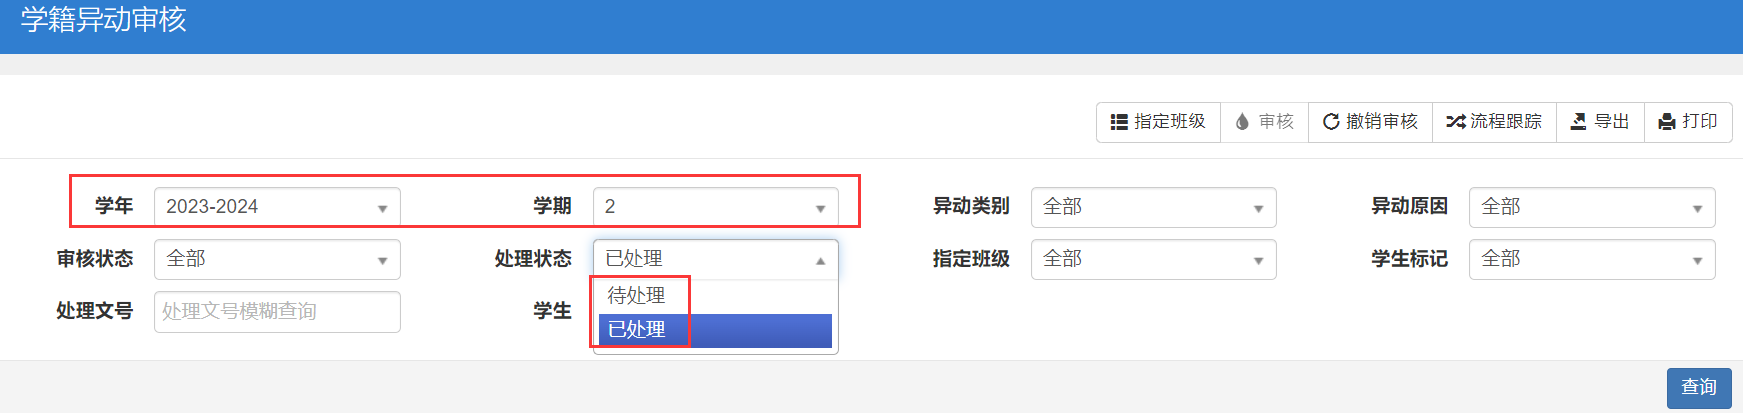 学籍异动审核
指定班级 审核 撤销审核 流程跟踪 导出 打印
学年 2023-2024 学期 2 异动类别 全部 异动原因 全部
审核状态 全部 处理状态 已处理 指定班级 全部 学生标记 全部
待处理
处理文号 处理文号模糊查询 学生
已处理
查询